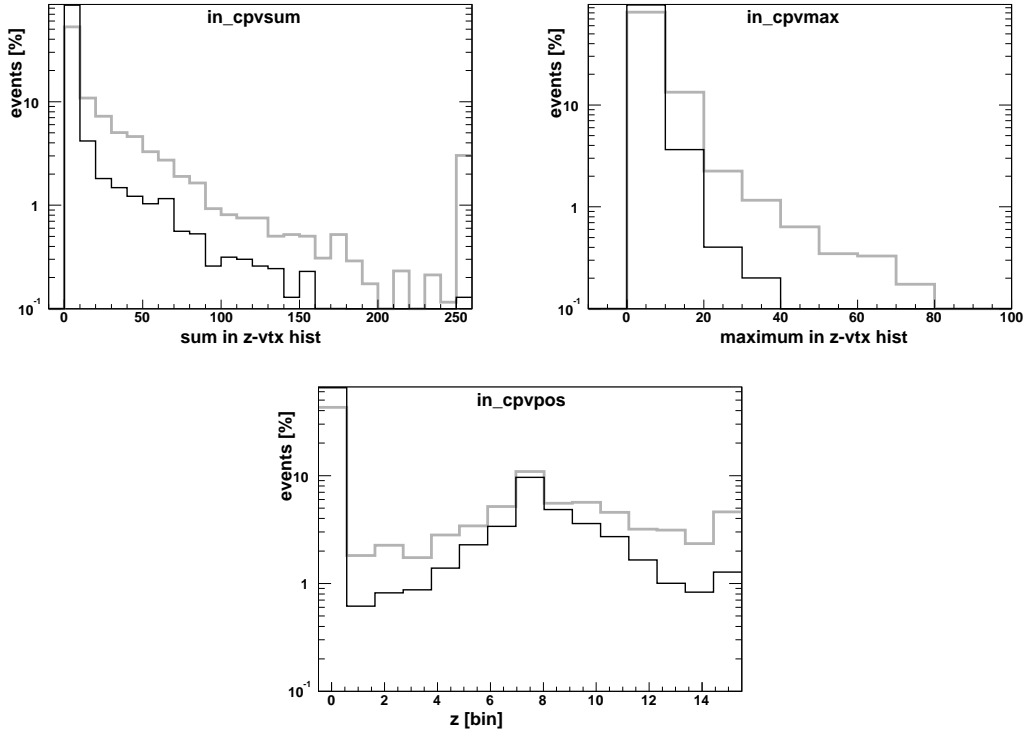 in_cpvsum
events [%]
10
1
10-1
0 50 100 150 200 250
sum in z-vtx hist
in_cpvmax
events [%]
10
1
10-1
0 20 40 60 80 100
maximum in z-vtx hist
in_cpvpos
events [%]
10
1
10-1
0 2 4 6 8 10 12 14
z [bin]